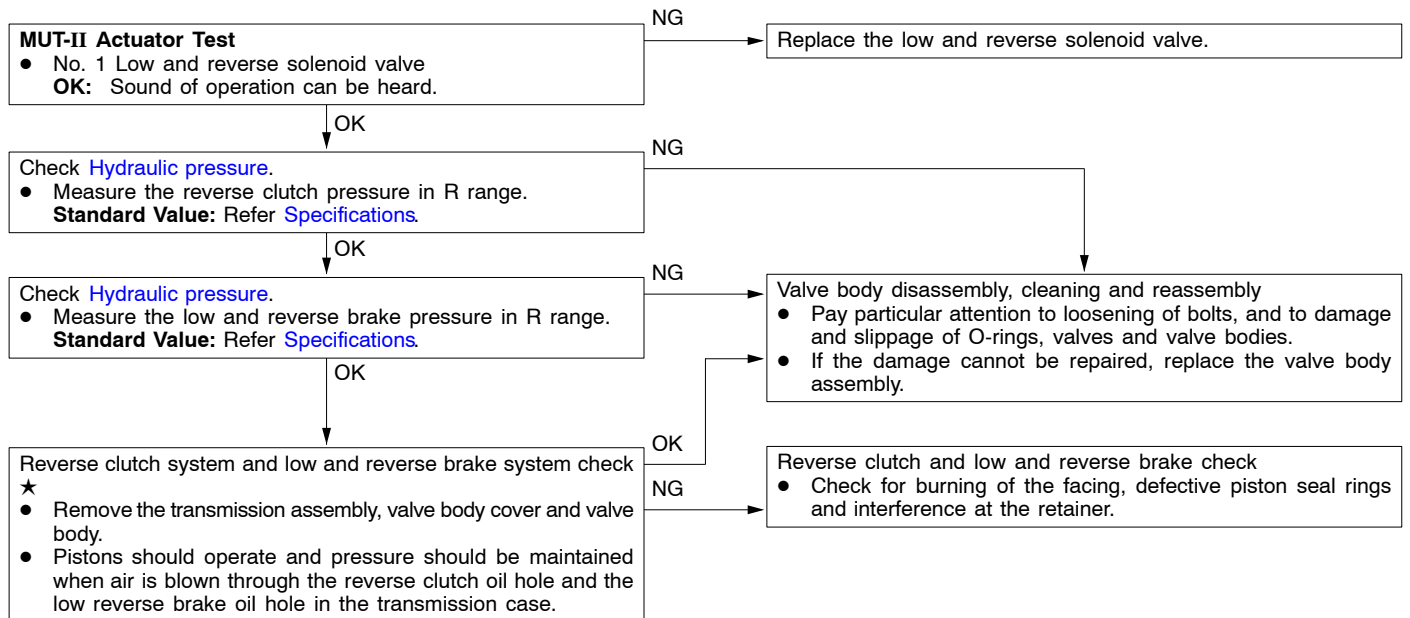 MUT-II Actuator Test
● No. 1 Low and reverse solenoid valve
OK: Sound of operation can be heard.
NG
Replace the low and reverse solenoid valve.
OK
Check Hydraulic pressure.
● Measure the reverse clutch pressure in R range.
Standard Value: Refer Specifications.
NG
OK
Check Hydraulic pressure.
● Measure the low and reverse brake pressure in R range.
Standard Value: Refer Specifications.
NG
Valve body disassembly, cleaning and reassembly
● Pay particular attention to loosening of bolts, and to damage
and slippage of O-rings, valves and valve bodies.
● If the damage cannot be repaired, replace the valve body
assembly.
OK
Reverse clutch system and low and reverse brake system check
★
● Remove the transmission assembly, valve body cover and valve
body.
● Pistons should operate and pressure should be maintained
when air is blown through the reverse clutch oil hole and the
low reverse brake oil hole in the transmission case.
OK
NG
Reverse clutch and low and reverse brake check
● Check for burning of the facing, defective piston seal rings
and interference at the retainer.